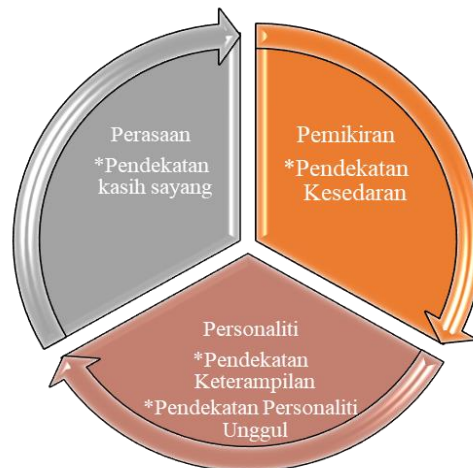 Perasaan
*Pendekatan
kasih sayang
Pemikiran
*Pendekatan
Kesedaran
Personaliti
*Pendekatan
Keterampilan
*Pendekatan Personaliti
Unggul